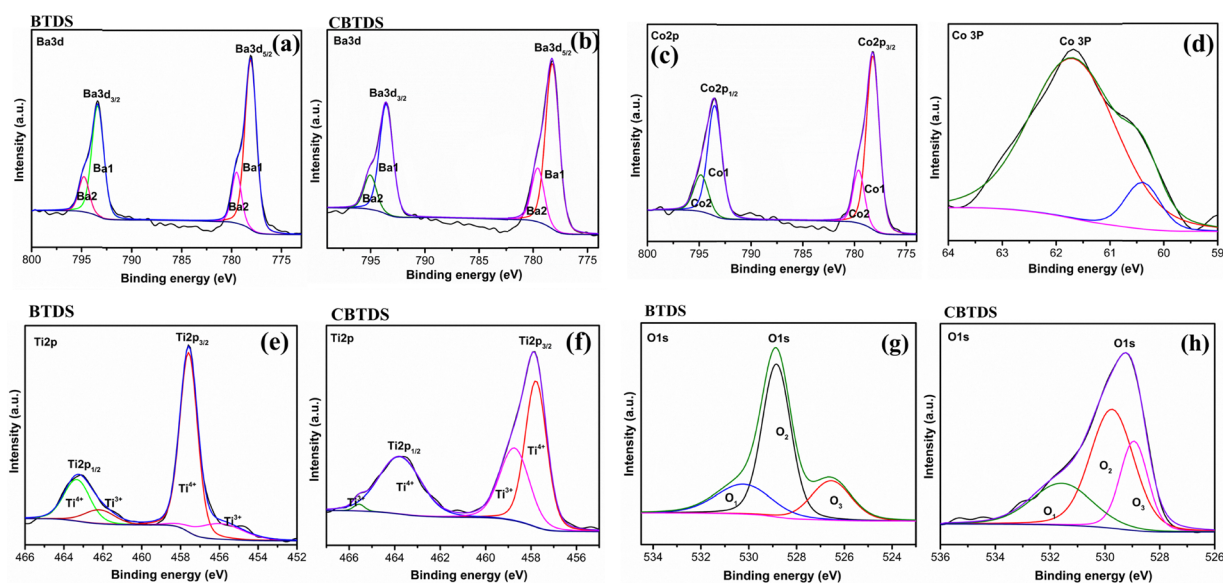 BTDS
Ba3d
(a)
Ba3d5/2
Ba3d3/2
Ba1
Ba2
Ba1
Ba2
Intensity (a.u.)
800 795 790 785 780 775
Binding energy (eV)
CBTDS
Ba3d
(b)
Ba3d5/2
Ba3d3/2
Ba1
Ba2
Ba1
Ba2
Intensity (a.u.)
795 790 785 780 775
Binding energy (eV)
Co2p
(c)
Co2p3/2
Co2p1/2
Co1
Co2
Co1
Co2
Intensity (a.u.)
800 795 790 785 780 775
Binding energy (eV)
Co 3P
Co 3P
(d)
Intensity (a.u.)
64 63 62 61 60 59
Binding energy (eV)
BTDS
Ti2p
(e)
Ti2p3/2
Ti2p1/2
Ti4+
Ti3+
Ti4+
Ti3+
Intensity (a.u.)
466 464 462 460 458 456 454 452
Binding energy (eV)
CBTDS
Ti2p
(f)
Ti2p3/2
Ti2p1/2
Ti3+
Ti4+
Ti3+
Ti4+
Intensity (a.u.)
466 464 462 460 458 456
Binding energy (eV)
BTDS
O1s
O1s
(g)
O1
O2
O3
Intensity (a.u.)
534 532 530 528 526 524
Binding energy (eV)
CBTDS
O1s
O1s
(h)
O1
O2
O3
Intensity (a.u.)
536 534 532 530 528 526
Binding energy (eV)